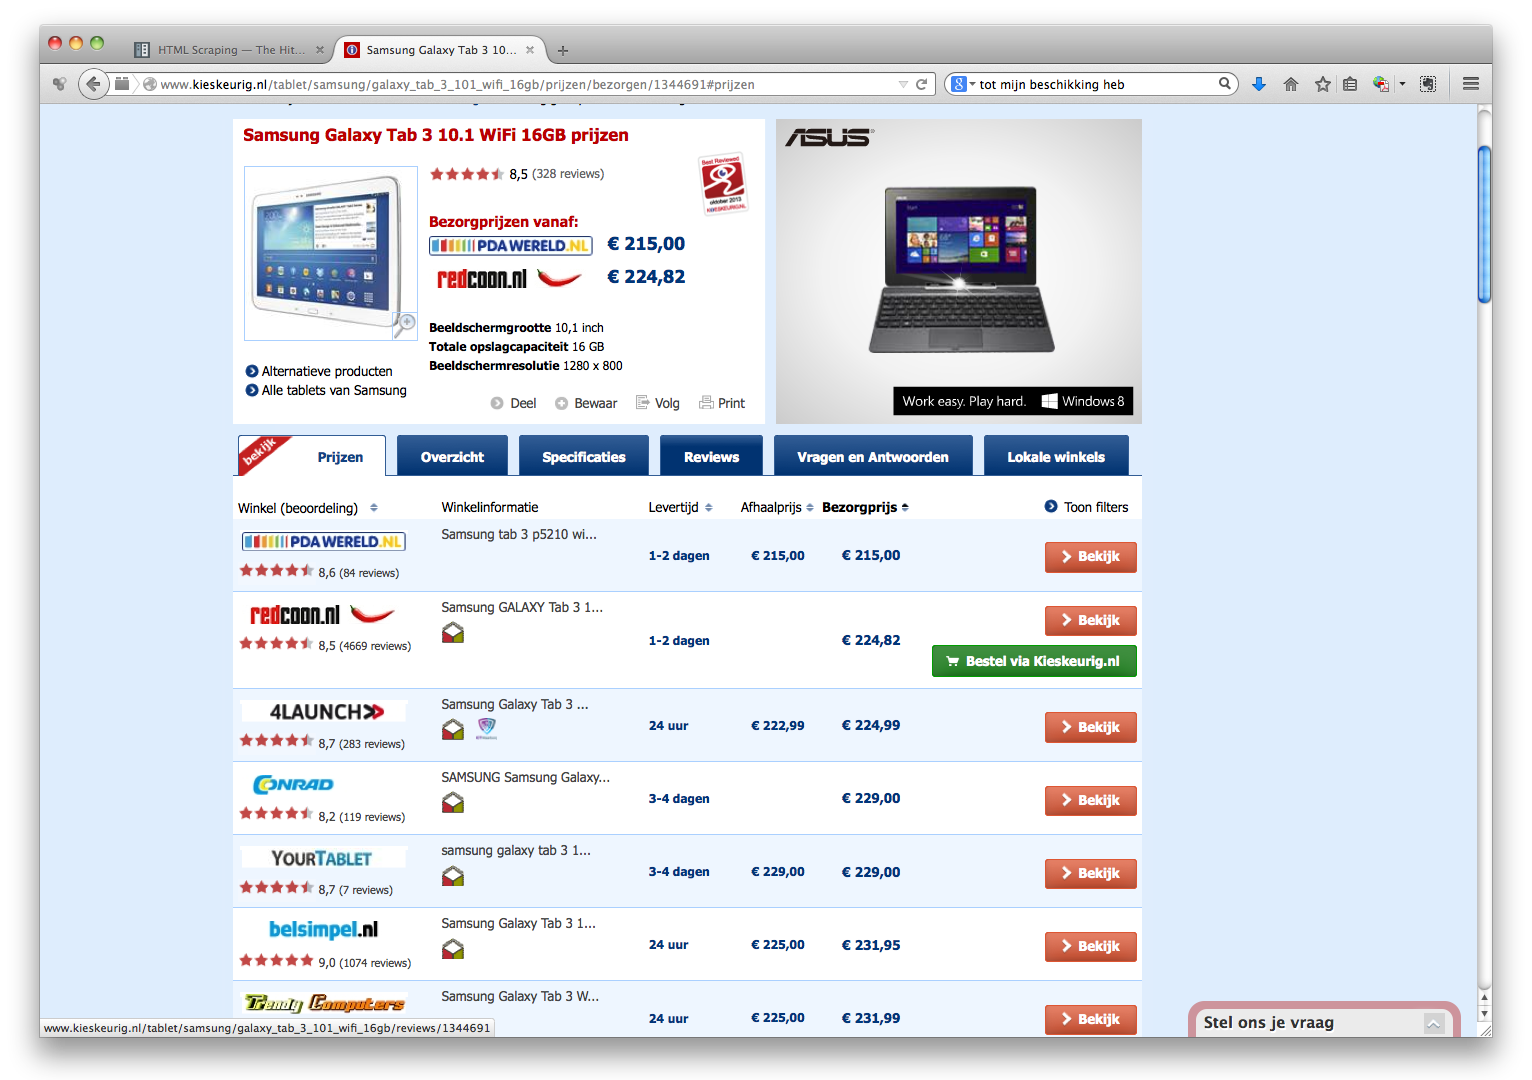 HTML Scraping — The Hit...
Samsung Galaxy Tab 3 10...
www.kieskeurig.nl/tablet/samsung/galaxy_tab_3_101_wifi_16gb/prijzen/bezorgen/1344691#prijzen
tot mijn beschikking heb
Samsung Galaxy Tab 3 10.1 WiFi 16GB prijzen
8,5 (328 reviews)
Best Reviewed
oktober 2013
KIESKEURIG.NL
Bezorgprijzen vanaf:
PDAWERELD.NL € 215,00
redcoon.nl € 224,82
Beeldschermgrootte 10,1 inch
Totale opslagcapaciteit 16 GB
Beeldschermresolutie 1280 x 800
Alternatieve producten
Alle tablets van Samsung
Deel Bewaar Volg Print
ASUS
Start
Work easy. Play hard. Windows 8
bekijk
Prijzen Overzicht Specificaties Reviews Vragen en Antwoorden Lokale winkels
Winkel (beoordeling) Winkelinformatie Levertijd Afhaalprijs Bezorgprijs Toon filters
PDAWERELD.NL Samsung tab 3 p5210 wi...
1-2 dagen € 215,00 € 215,00 Bekijk
8,6 (84 reviews)
redcoon.nl Samsung GALAXY Tab 3 1...
Bekijk
8,5 (4669 reviews) 1-2 dagen € 224,82
Bestel via Kieskeurig.nl
4LAUNCH Samsung Galaxy Tab 3 ...
24 uur € 222,99 € 224,99 Bekijk
8,7 (283 reviews)
CONRAD SAMSUNG Samsung Galaxy...
3-4 dagen € 229,00 Bekijk
8,2 (119 reviews)
YOURTABLET samsung galaxy tab 3 1...
3-4 dagen € 229,00 € 229,00 Bekijk
8,7 (7 reviews)
belsimpel.nl Samsung Galaxy Tab 3 1...
24 uur € 225,00 € 231,95 Bekijk
9,0 (1074 reviews)
Trendy Computers Samsung Galaxy Tab 3 W...
24 uur € 225,00 € 231,99 Bekijk
www.kieskeurig.nl/tablet/samsung/galaxy_tab_3_101_wifi_16gb/reviews/1344691
Stel ons je vraag